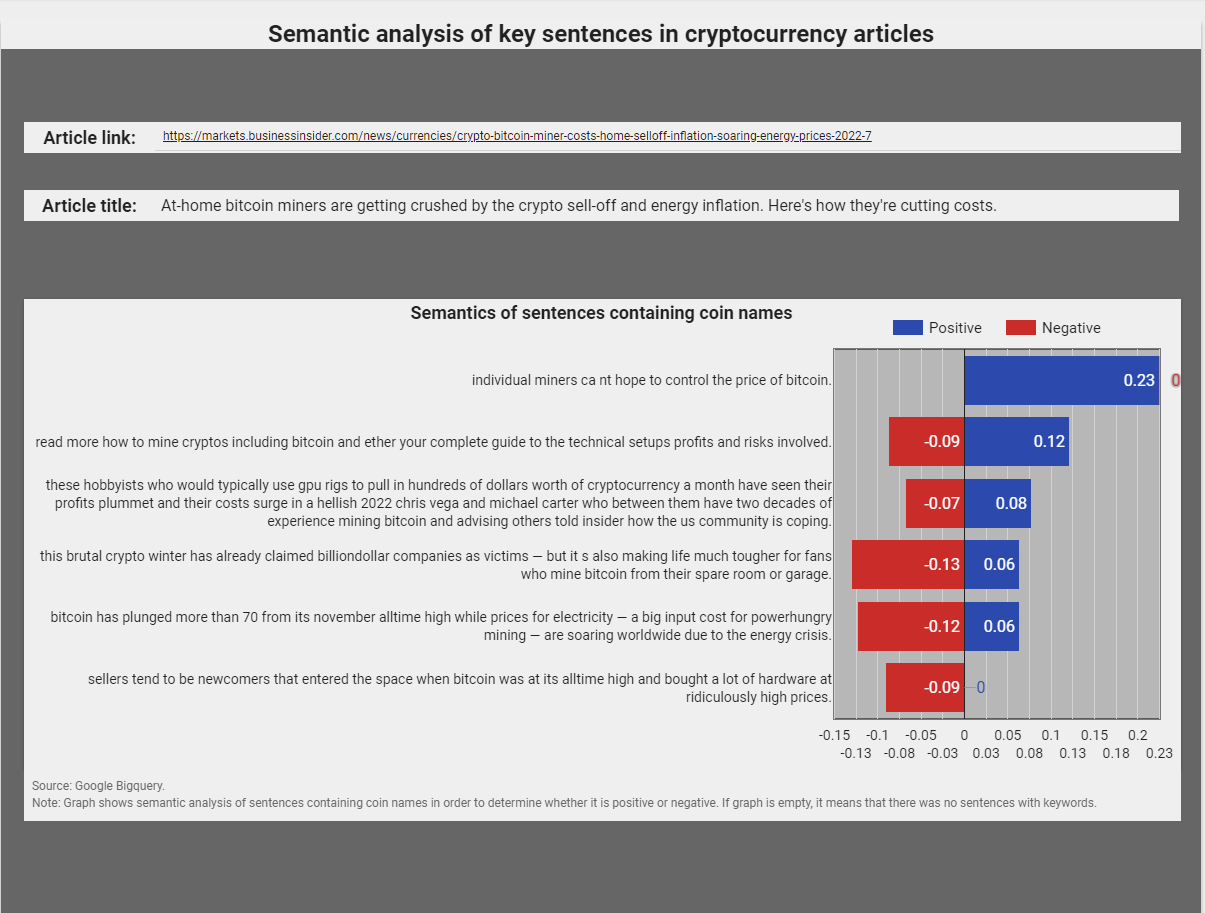 Semantic analysis of key sentences in cryptocurrency articles
Article link: https://markets.businessinsider.com/news/currencies/crypto-bitcoin-miner-costs-home-selloff-inflation-soaring-energy-prices-2022-7
Article title: At-home bitcoin miners are getting crushed by the crypto sell-off and energy inflation. Here's how they're cutting costs.
Semantics of sentences containing coin names
Positive Negative
individual miners ca nt hope to control the price of bitcoin.
0.23 0
read more how to mine cryptos including bitcoin and ether your complete guide to the technical setups profits and risks involved.
-0.09 0.12
these hobbyists who would typically use gpu rigs to pull in hundreds of dollars worth of cryptocurrency a month have seen their
profits plummet and their costs surge in a hellish 2022 chris vega and michael carter who between them have two decades of
experience mining bitcoin and advising others told insider how the us community is coping.
-0.07 0.08
this brutal crypto winter has already claimed billiondollar companies as victims — but it s also making life much tougher for fans
who mine bitcoin from their spare room or garage.
-0.13 0.06
bitcoin has plunged more than 70 from its november alltime high while prices for electricity — a big input cost for powerhungry
mining — are soaring worldwide due to the energy crisis.
-0.12 0.06
sellers tend to be newcomers that entered the space when bitcoin was at its alltime high and bought a lot of hardware at
ridiculously high prices.
-0.09 0
-0.15 -0.1 -0.05 0 0.05 0.1 0.15 0.2
-0.13 -0.08 -0.03 0.03 0.08 0.13 0.18 0.23
Source: Google Bigquery.
Note: Graph shows semantic analysis of sentences containing coin names in order to determine whether it is positive or negative. If graph is empty, it means that there was no sentences with keywords.